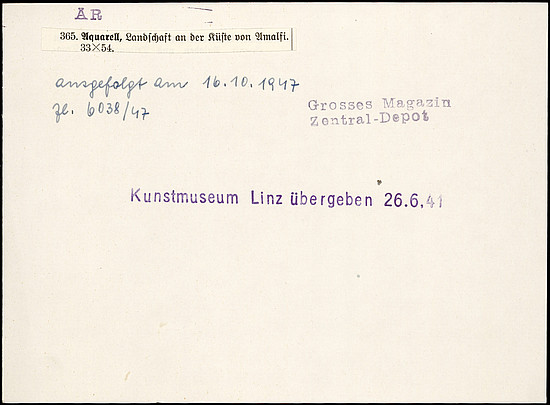 AR
365. Aquarell, Landschaft an der Küste von Amalfi.
33×54.
ausgefolgt am 16.10.1947
Zl. 6038/47
Grosses Magazin
Zentral-Depot
Kunstmuseum Linz übergeben 26.6.41